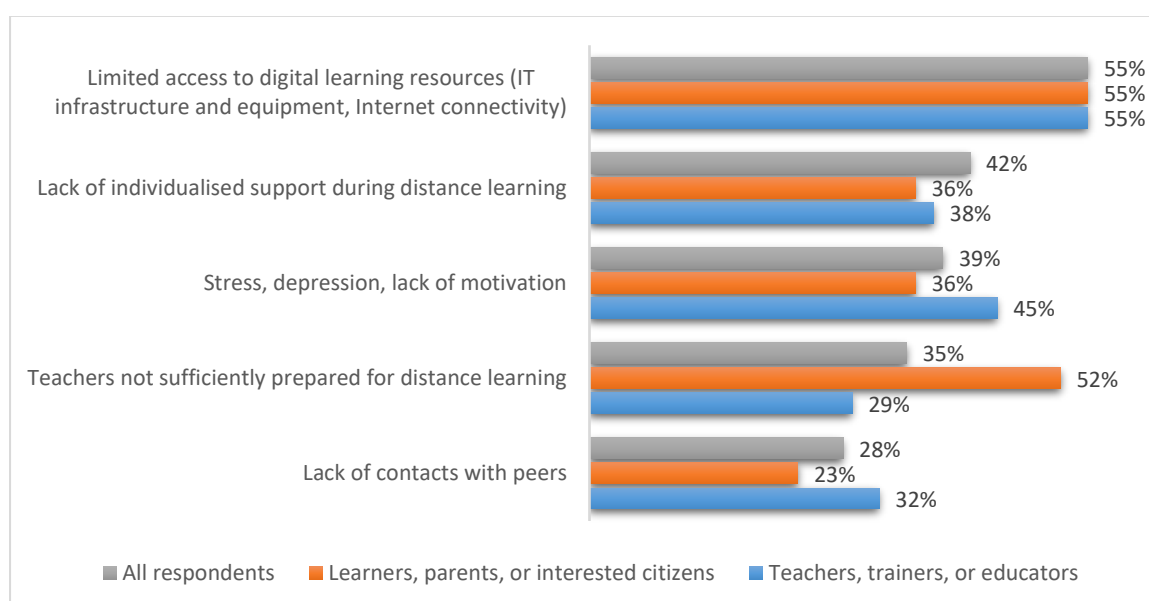 Limited access to digital learning resources (IT
infrastructure and equipment, Internet connectivity)
55%
55%
55%
Lack of individualised support during distance learning
42%
36%
38%
Stress, depression, lack of motivation
39%
36%
45%
Teachers not sufficiently prepared for distance learning
35%
52%
29%
Lack of contacts with peers
28%
23%
32%
All respondents
Learners, parents, or interested citizens
Teachers, trainers, or educators